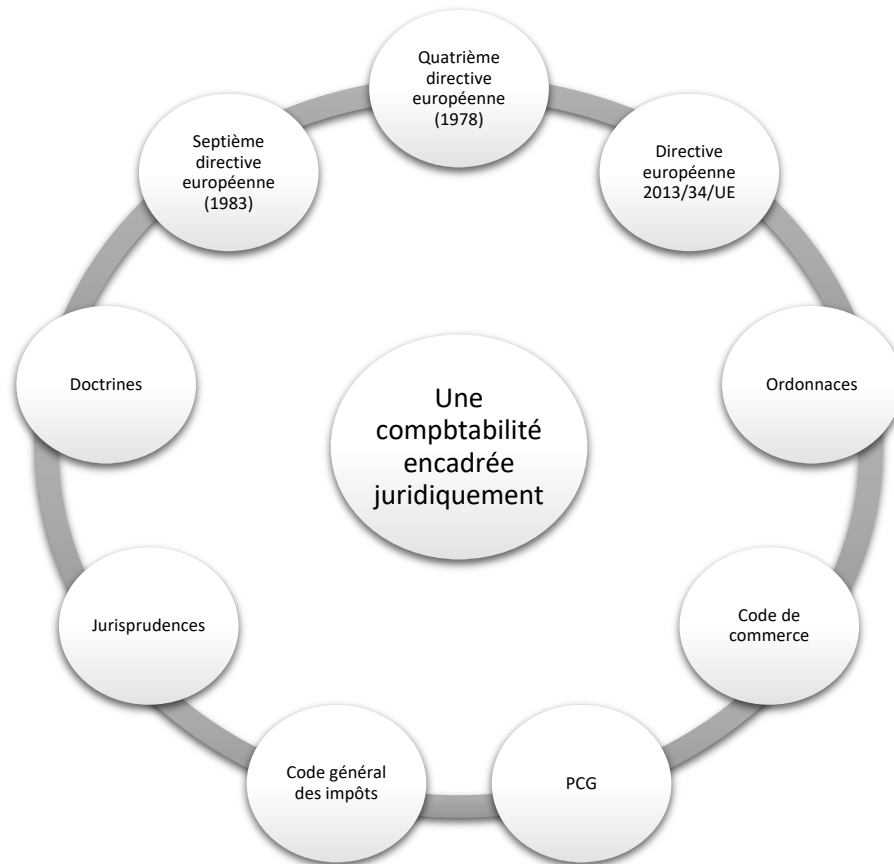 Quatrième
directive
européenne
(1978)
Directive
européenne
2013/34/UE
Ordonnaces
Code de
commerce
PCG
Code général
des impôts
Jurisprudences
Doctrines
Septième
directive
européenne
(1983)
Une
compbtabilité
encadrée
juridiquement